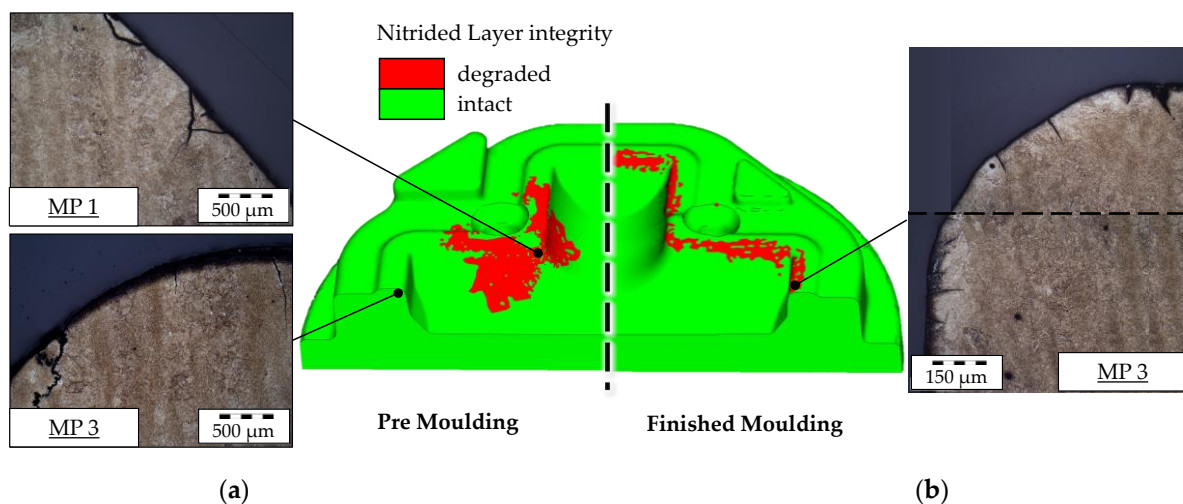 Nitrided Layer integrity
degraded
intact
MP 1
500 µm
MP 3
500 µm
150 µm
MP 3
Pre Moulding
Finished Moulding
(a)
(b)